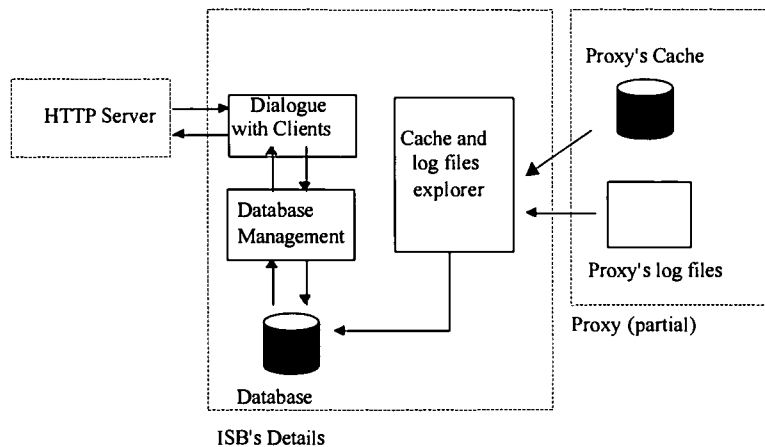 HTTP Server
Dialogue
with Clients
Database
Management
Database
Cache and
log files
explorer
Proxy's Cache
Proxy's log files
Proxy (partial)
ISB's Details